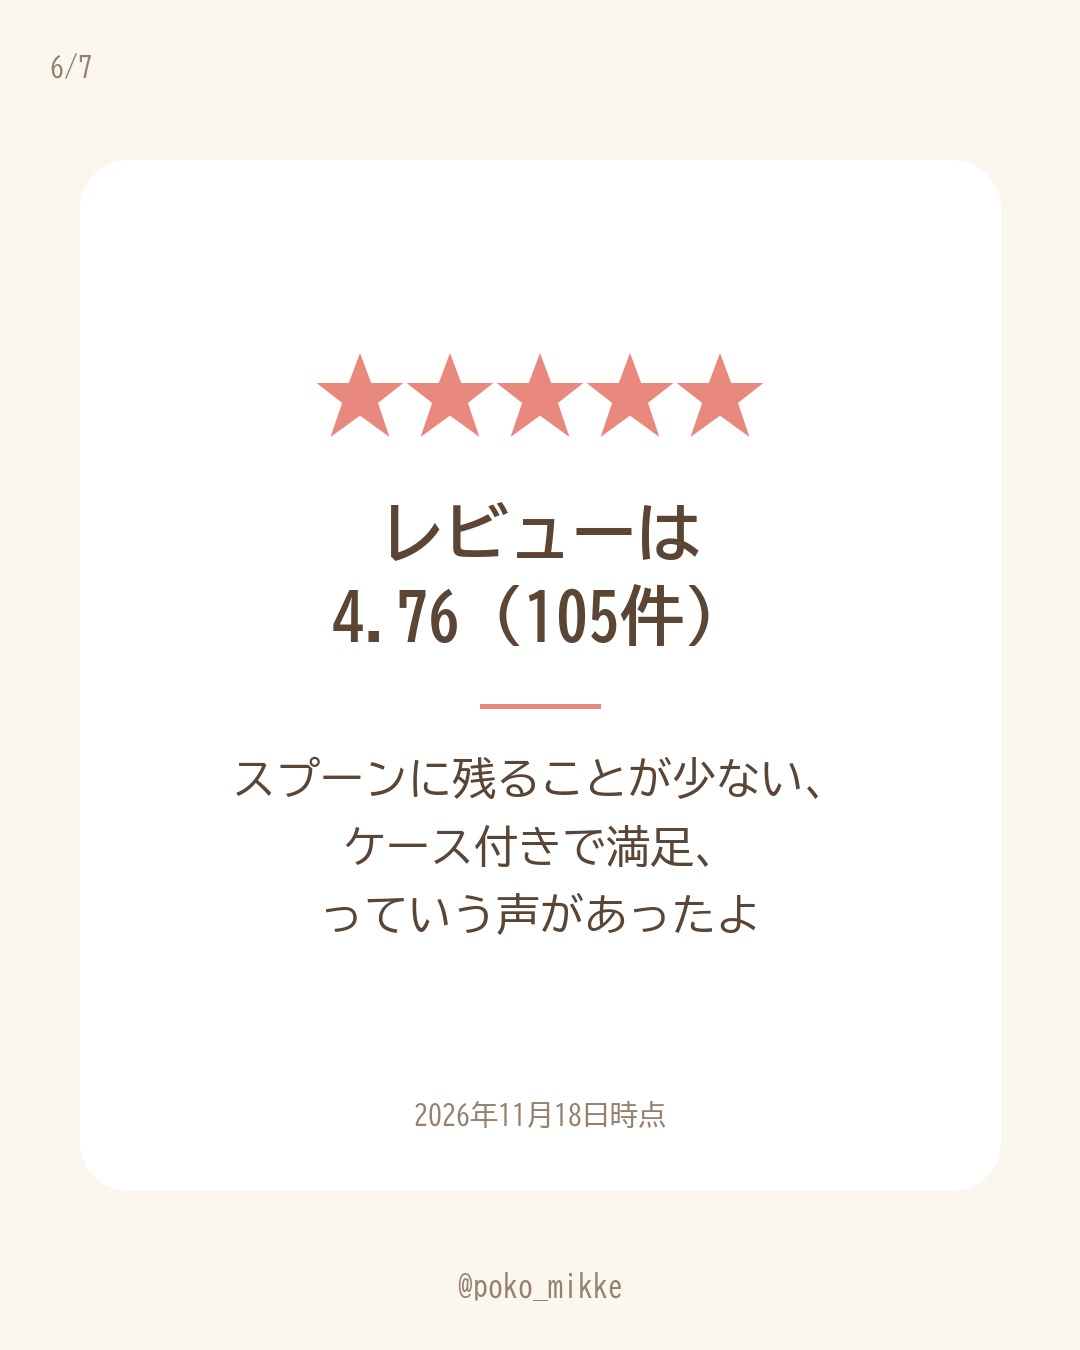 6/7
★★★★★
レビューは
4.76（105件）
スプーンに残ることが少ない、
ケース付きで満足、
っていう声があったよ
2026年11月18日時点
@poko_mikke